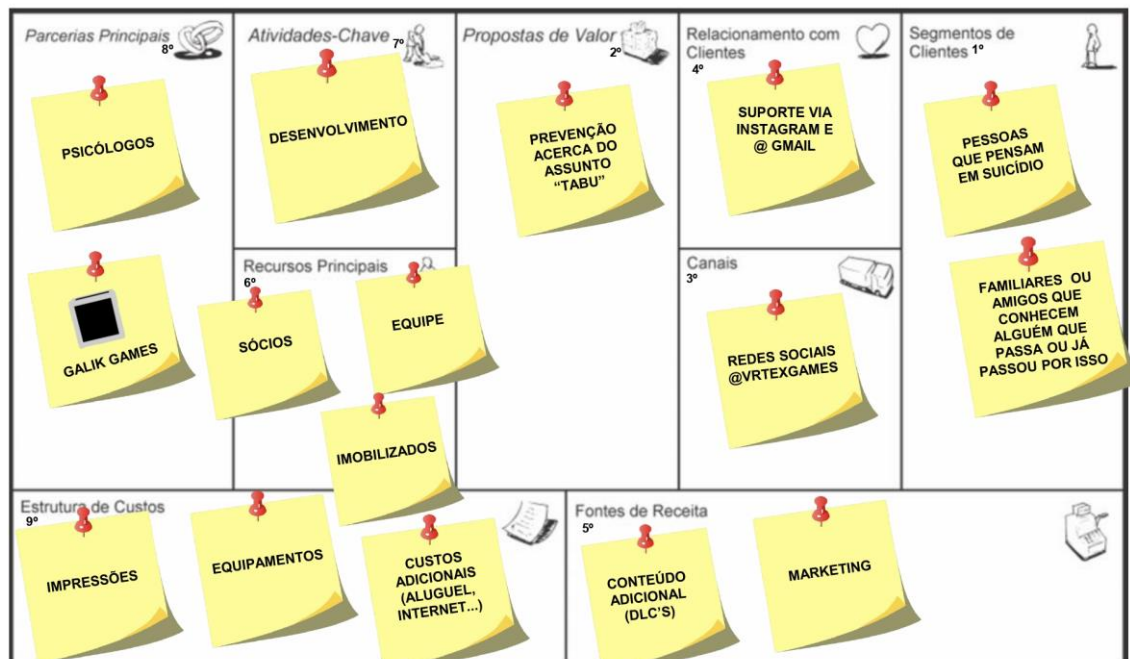 Parcerias Principais
8º
PSICÓLOGOS
GALIK GAMES
Atividades-Chave
7º
DESENVOLVIMENTO
Recursos Principais
6º
SÓCIOS
EQUIPE
IMOBILIZADOS
Propostas de Valor
2º
PREVENÇÃO
ACERCA DO
ASSUNTO
“TABU”
Relacionamento com
Clientes
4º
SUPORTE VIA
INSTAGRAM E
@ GMAIL
Canais
3º
REDES SOCIAIS
@VRTEXGAMES
Segmentos de
Clientes 1º
PESSOAS
QUE PENSAM
EM SUICÍDIO
FAMILIARES OU
AMIGOS QUE
CONHECEM
ALGUÉM QUE
PASSA OU JÁ
PASSOU POR ISSO
Estrutura de Custos
9º
IMPRESSÕES
EQUIPAMENTOS
CUSTOS
ADICIONAIS
(ALUGUEL,
INTERNET...)
Fontes de Receita
5º
CONTEÚDO
ADICIONAL
(DLC'S)
MARKETING